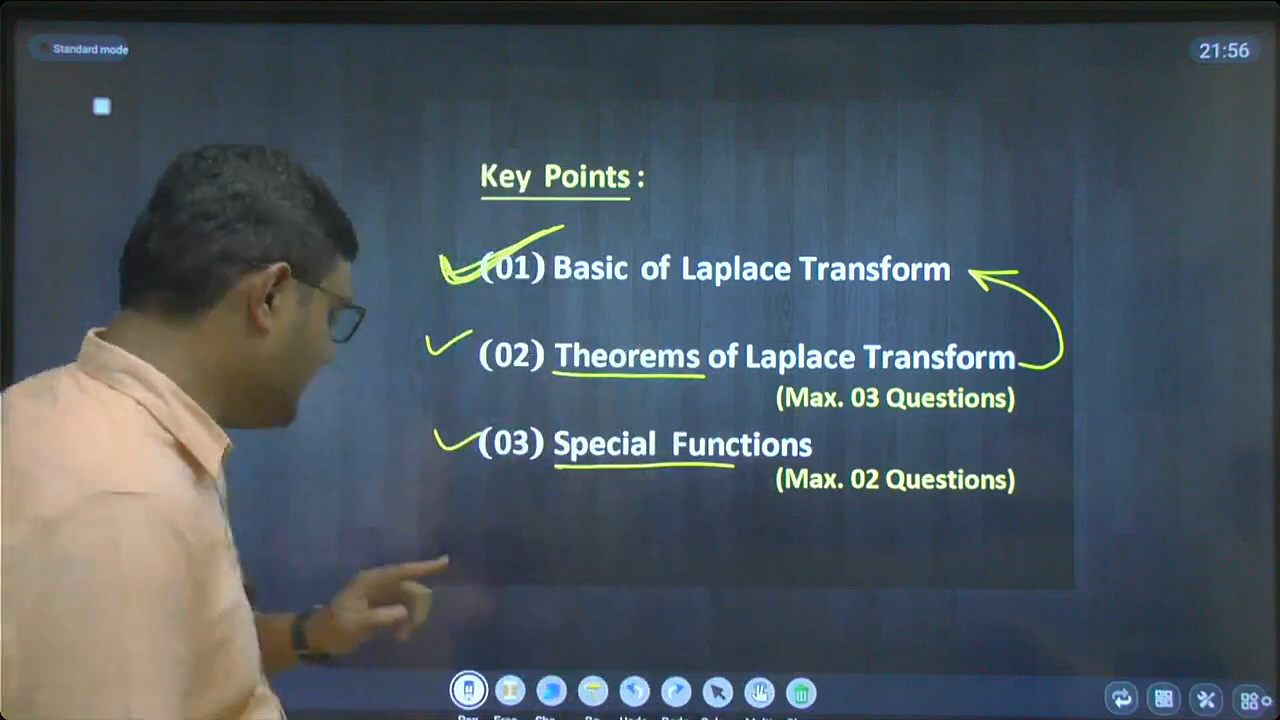 Standard mode
21:56
Key Points :
(01) Basic of Laplace Transform
(02) Theorems of Laplace Transform
(Max. 03 Questions)
(03) Special Functions
(Max. 02 Questions)